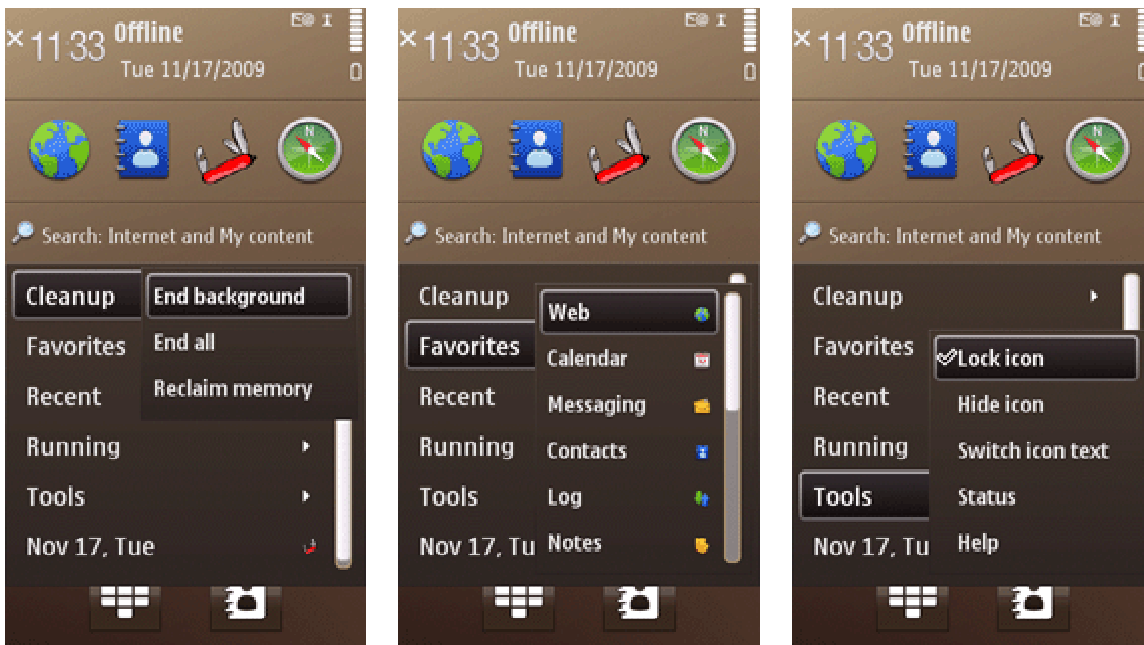 11:33 Offline
Tue 11/17/2009
N
Search: Internet and My content
Cleanup
End background
Favorites
End all
Recent
Reclaim memory
Running
Tools
Nov 17, Tue
11:33 Offline
Tue 11/17/2009
N
Search: Internet and My content
Cleanup
Web
Favorites
Calendar
Recent
Messaging
Running
Contacts
Tools
Log
Nov 17, Tu
Notes
11:33 Offline
Tue 11/17/2009
N
Search: Internet and My content
Cleanup
Favorites
Lock icon
Recent
Hide icon
Running
Switch icon text
Tools
Status
Nov 17, Tu
Help